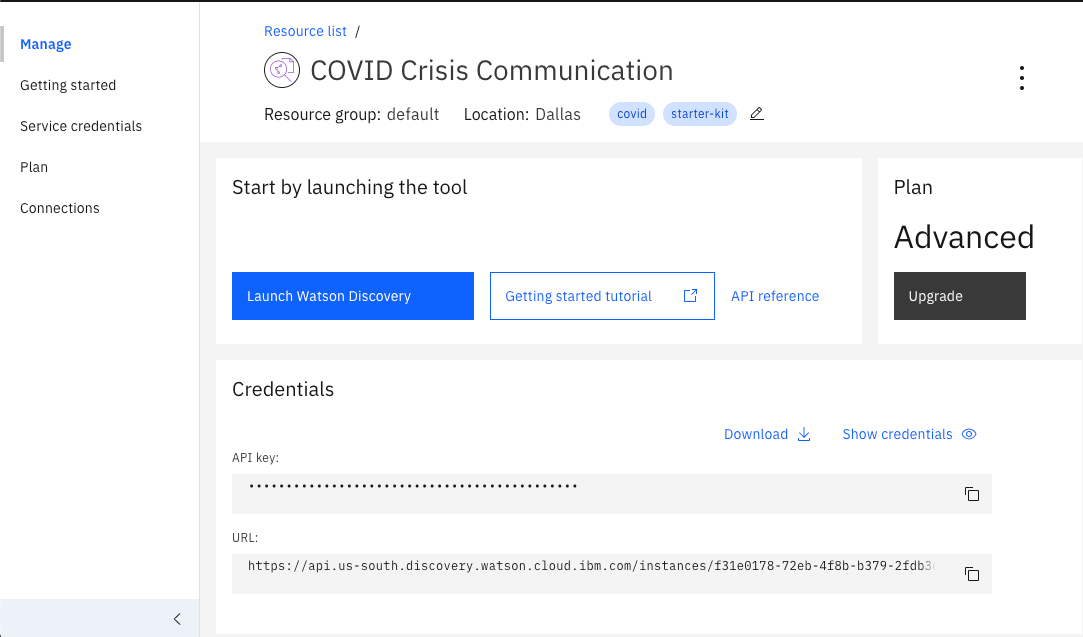 Manage
Getting started
Service credentials
Plan
Connections
Resource list /
COVID Crisis Communication
Resource group: default Location: Dallas covid starter-kit
Start by launching the tool
Launch Watson Discovery
Getting started tutorial
API reference
Plan
Advanced
Upgrade
Credentials
Download
Show credentials
API key:
••••••••••••••••••••••••••••••••••••••••••••
URL:
https://api.us-south.discovery.watson.cloud.ibm.com/instances/f31e0178-72eb-4f8b-b379-2fdb3